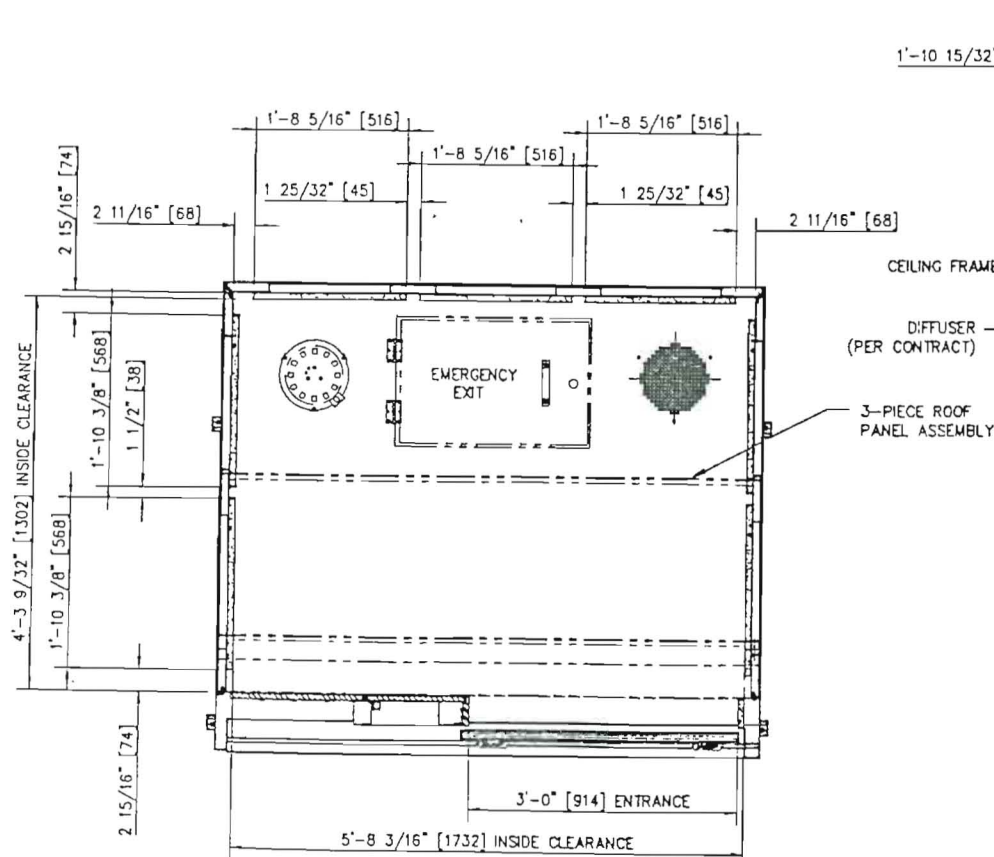 1'-10 15/32"
1'-8 5/16" [516]
1'-8 5/16" [516]
1'-8 5/16" [516]
2 15/16" [74]
1 25/32" [45]
1 25/32" [45]
2 11/16" [68]
2 11/16" [68]
CEILING FRAME
DIFFUSER
(PER CONTRACT)
EMERGENCY
EXIT
3-PIECE ROOF
PANEL ASSEMBLY
4'-3 9/32" [1302] INSIDE CLEARANCE
1'-10 3/8" [568]
1 1/2" [38]
1'-10 3/8" [568]
2 15/16" [74]
3'-0" [914] ENTRANCE
5'-8 3/16" [1732] INSIDE CLEARANCE